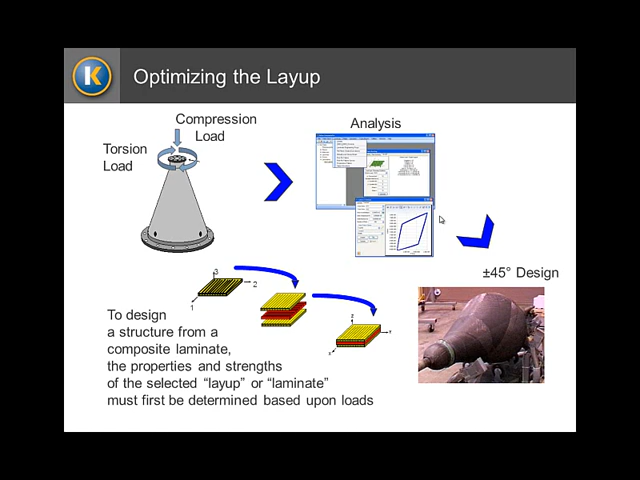 K
Optimizing the Layup
Compression
Load
Torsion
Load
Analysis
±45° Design
3
2
1
To design
a structure from a
composite laminate,
the properties and strengths
of the selected “layup” or “laminate”
must first be determined based upon loads